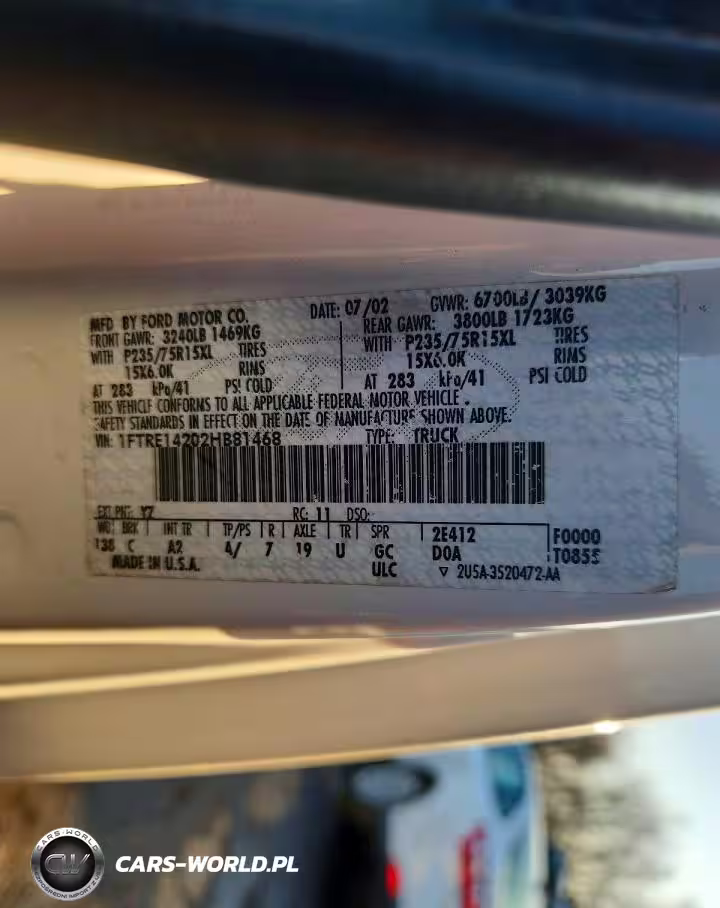 MFD BY FORD MOTOR CO.
DATE: 07/02
GVWR: 6700LB/ 3039KG
FRONT GAWR: 3240LB 1469KG
REAR GAWR: 3800LB 1723KG
WITH P235/75R15XL TIRES
WITH P235/75R15XL TIRES
15X6.0K RIMS
15X6.0K RIMS
AT 283 kPa/41 PSI COLD
AT 283 kPa/41 PSI COLD
THIS VEHICLE CONFORMS TO ALL APPLICABLE FEDERAL MOTOR VEHICLE
SAFETY STANDARDS IN EFFECT ON THE DATE OF MANUFACTURE SHOWN ABOVE.
VIN: 1FTRE14202HB81468
TYPE: TRUCK
EXT PNT: YZ RC: 11 DSO:
WB BRK INT TR TP/PS R AXLE TR SPR 2E412 F0000
138 C A2 4/ 7 19 U GC DOA T0855
MADE IN U.S.A. ULC ▽ 2U5A-3520472-AA
CARS-WORLD
CW
CARS-WORLD.PL